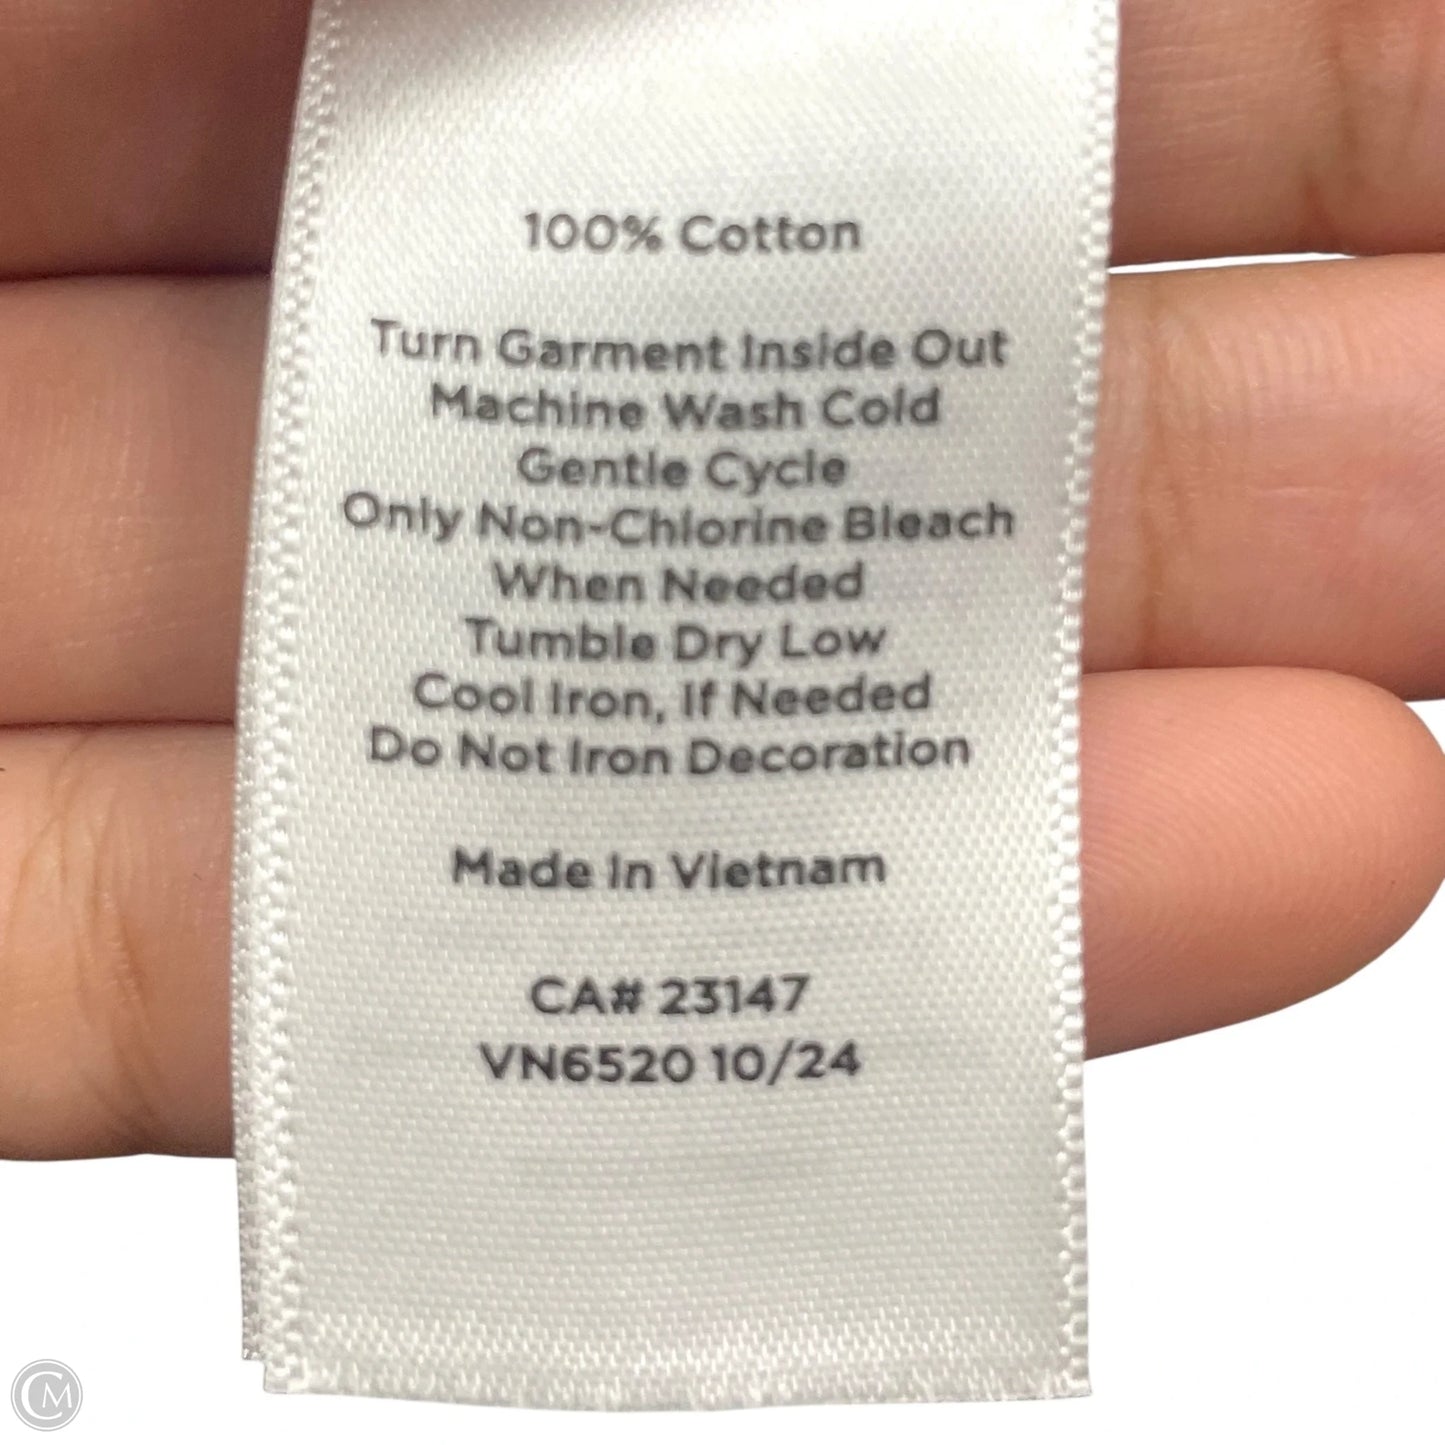 100% Cotton
Turn Garment Inside Out
Machine Wash Cold
Gentle Cycle
Only Non-Chlorine Bleach
When Needed
Tumble Dry Low
Cool Iron, If Needed
Do Not Iron Decoration
Made In Vietnam
CA# 23147
VN6520 10/24
CM